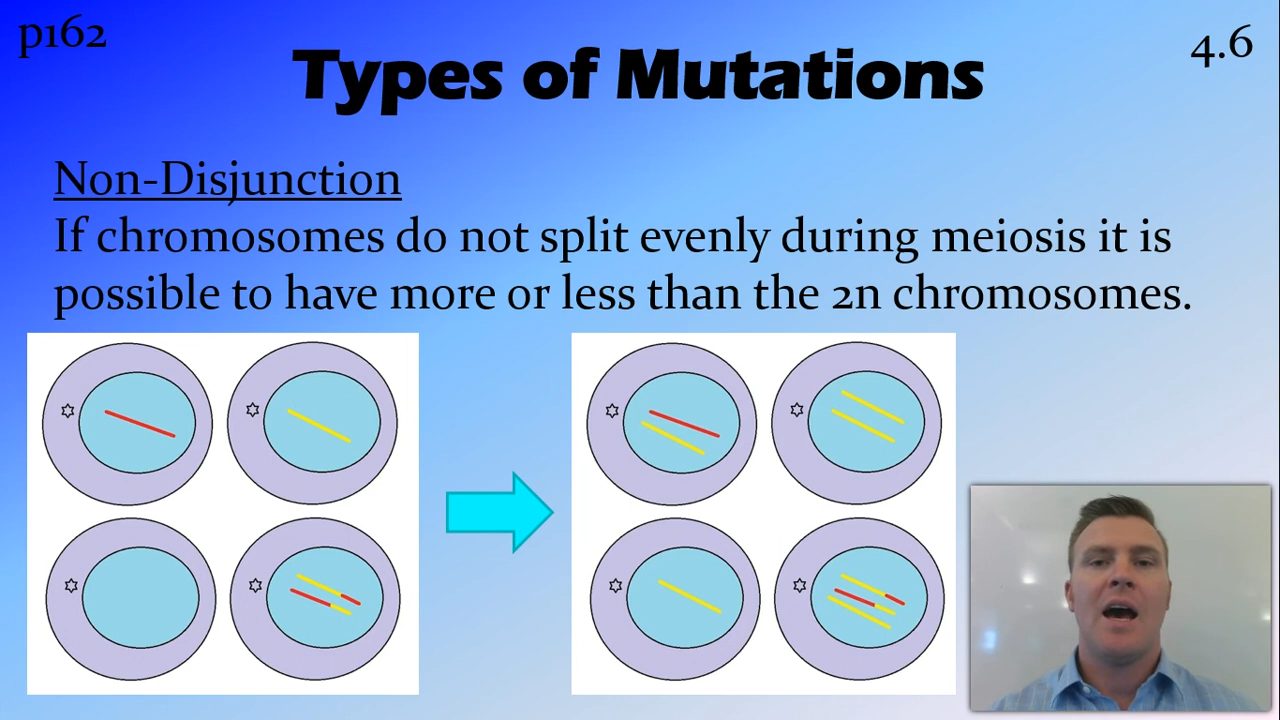 p162
4.6
Types of Mutations
Non-Disjunction
If chromosomes do not split evenly during meiosis it is
possible to have more or less than the 2n chromosomes.